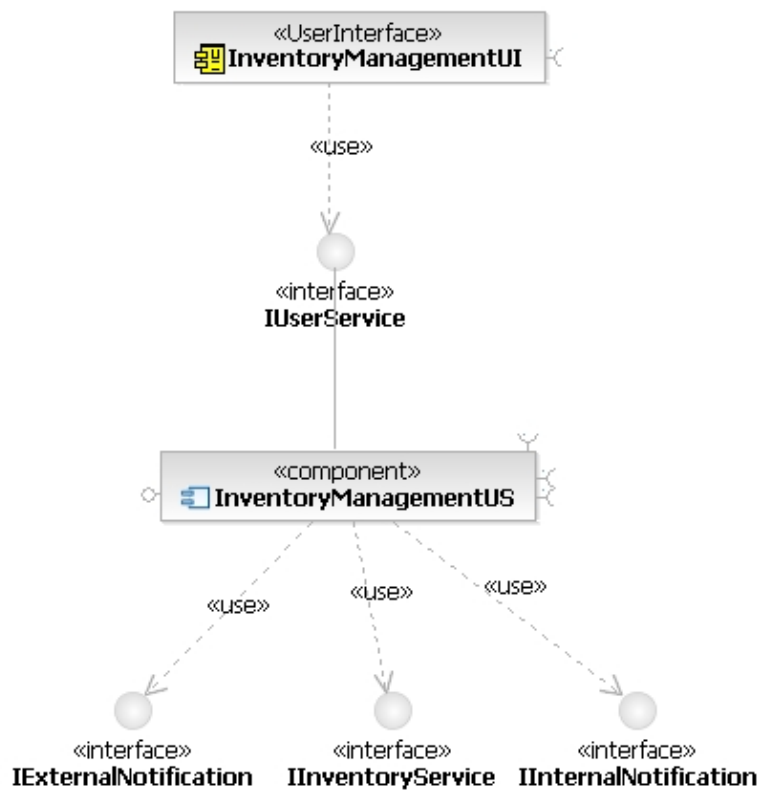 «UserInterface»
InventoryManagementUI
«use»
«interface»
IUserService
«component»
InventoryManagementUS
«use»
«use»
«use»
«interface»
IExternalNotification
«interface»
IInventoryService
«interface»
IInternalNotification